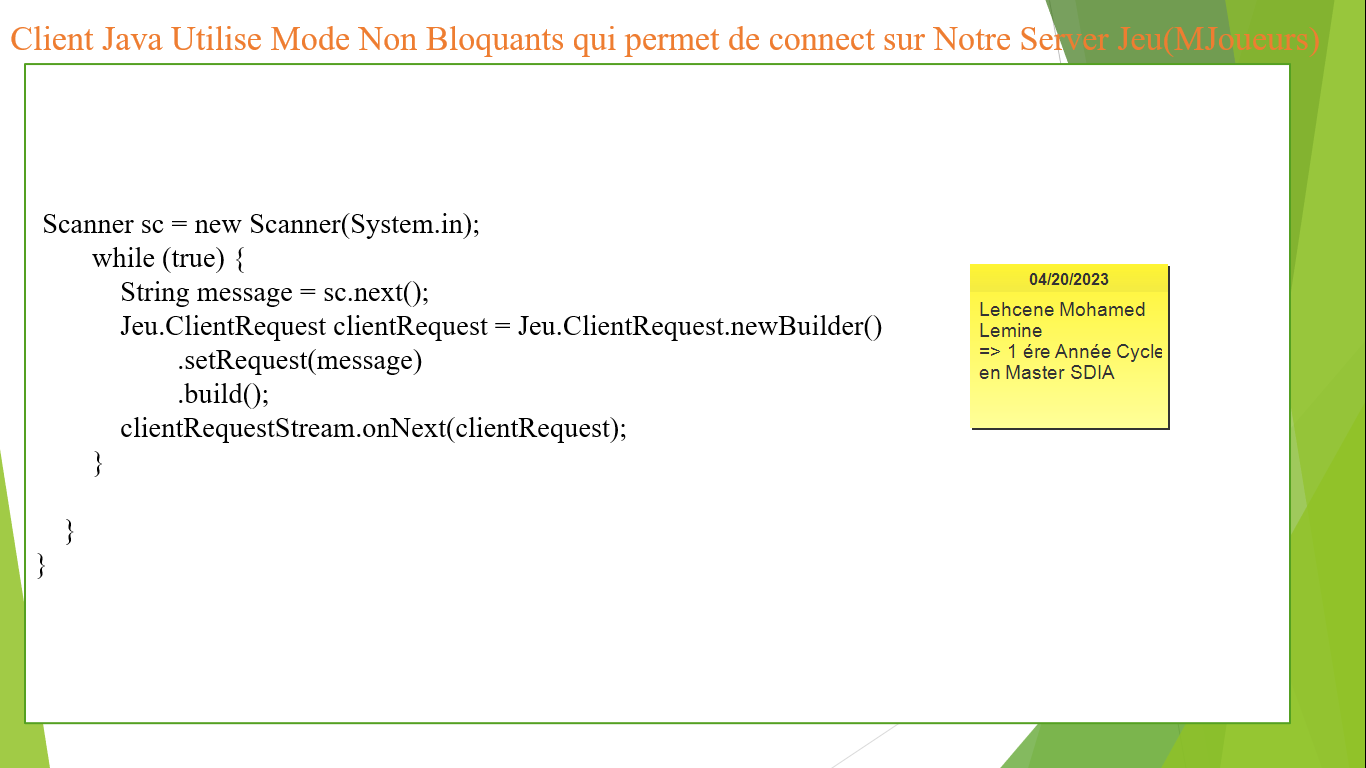 Client Java Utilise Mode Non Bloquants qui permet de connect sur Notre Server Jeu(MJoueurs)
Scanner sc = new Scanner(System.in);
while (true) {
String message = sc.next();
Jeu.ClientRequest clientRequest = Jeu.ClientRequest.newBuilder()
.setRequest(message)
.build();
clientRequestStream.onNext(clientRequest);
}
}
}
04/20/2023
Lehcene Mohamed
Lemine
=> 1 ére Année Cycle
en Master SDIA